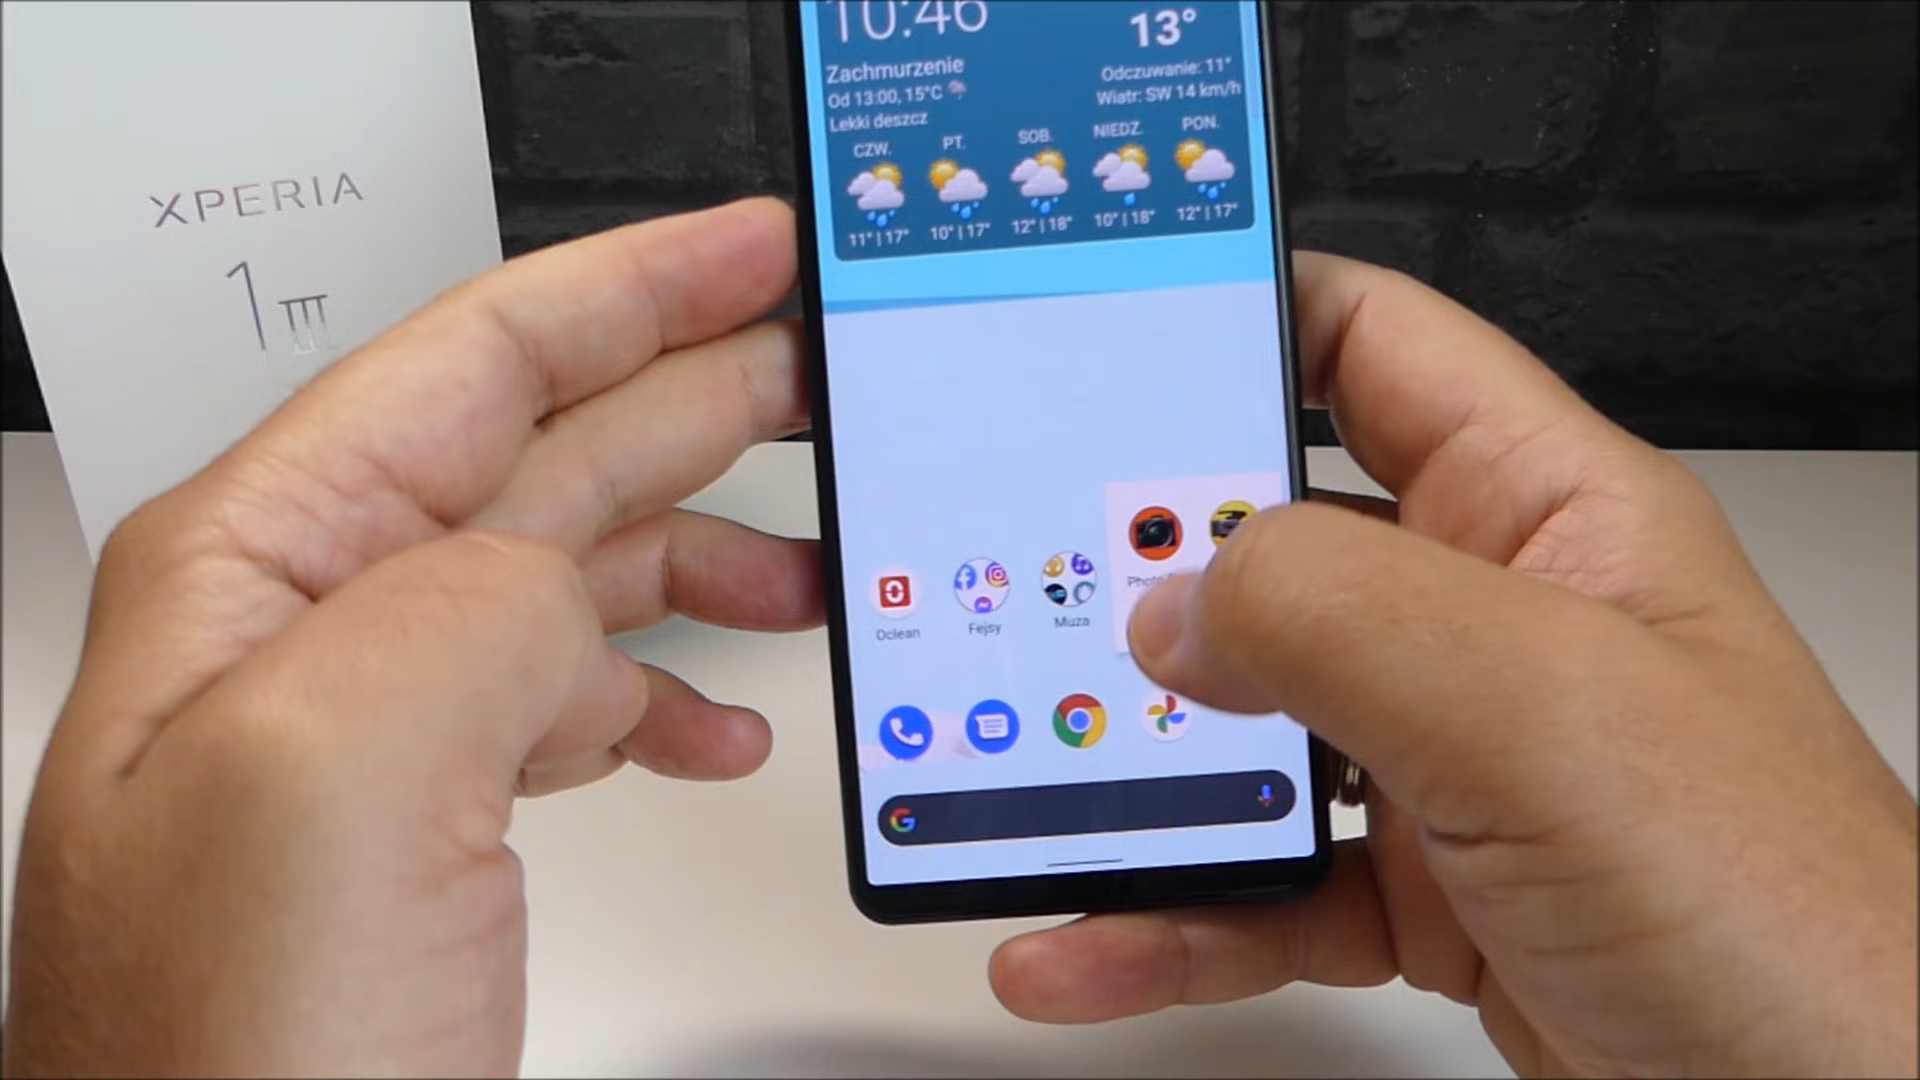 XPERIA
1 III
10:46
13°
Zachmurzenie
Od 13:00, 15°C
Lekki deszcz
Odczuwanie: 11°
Wiatr: SW 14 km/h
CZW. PT. SOB. NIEDZ. PON.
11° | 17° 10° | 17° 12° | 18° 10° | 18° 12° | 17°
Photo
Oclean Fejsy Muza
G